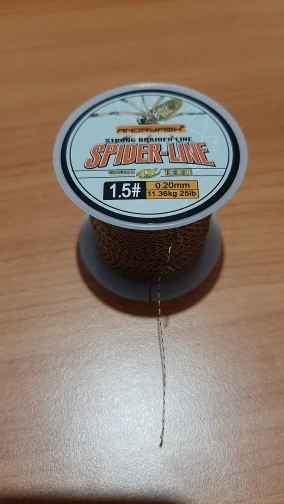 ANGRYFISH
STRONG BRAIDED LINE
SPIDER-LINE
1.5#
0.20mm
11.36kg 25lb